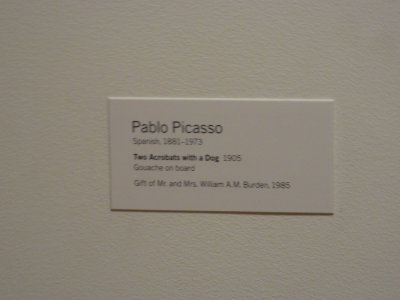 Pablo Picasso
Spanish, 1881–1973
Two Acrobats with a Dog 1905
Gouache on board
Gift of Mr. and Mrs. William A.M. Burden, 1985